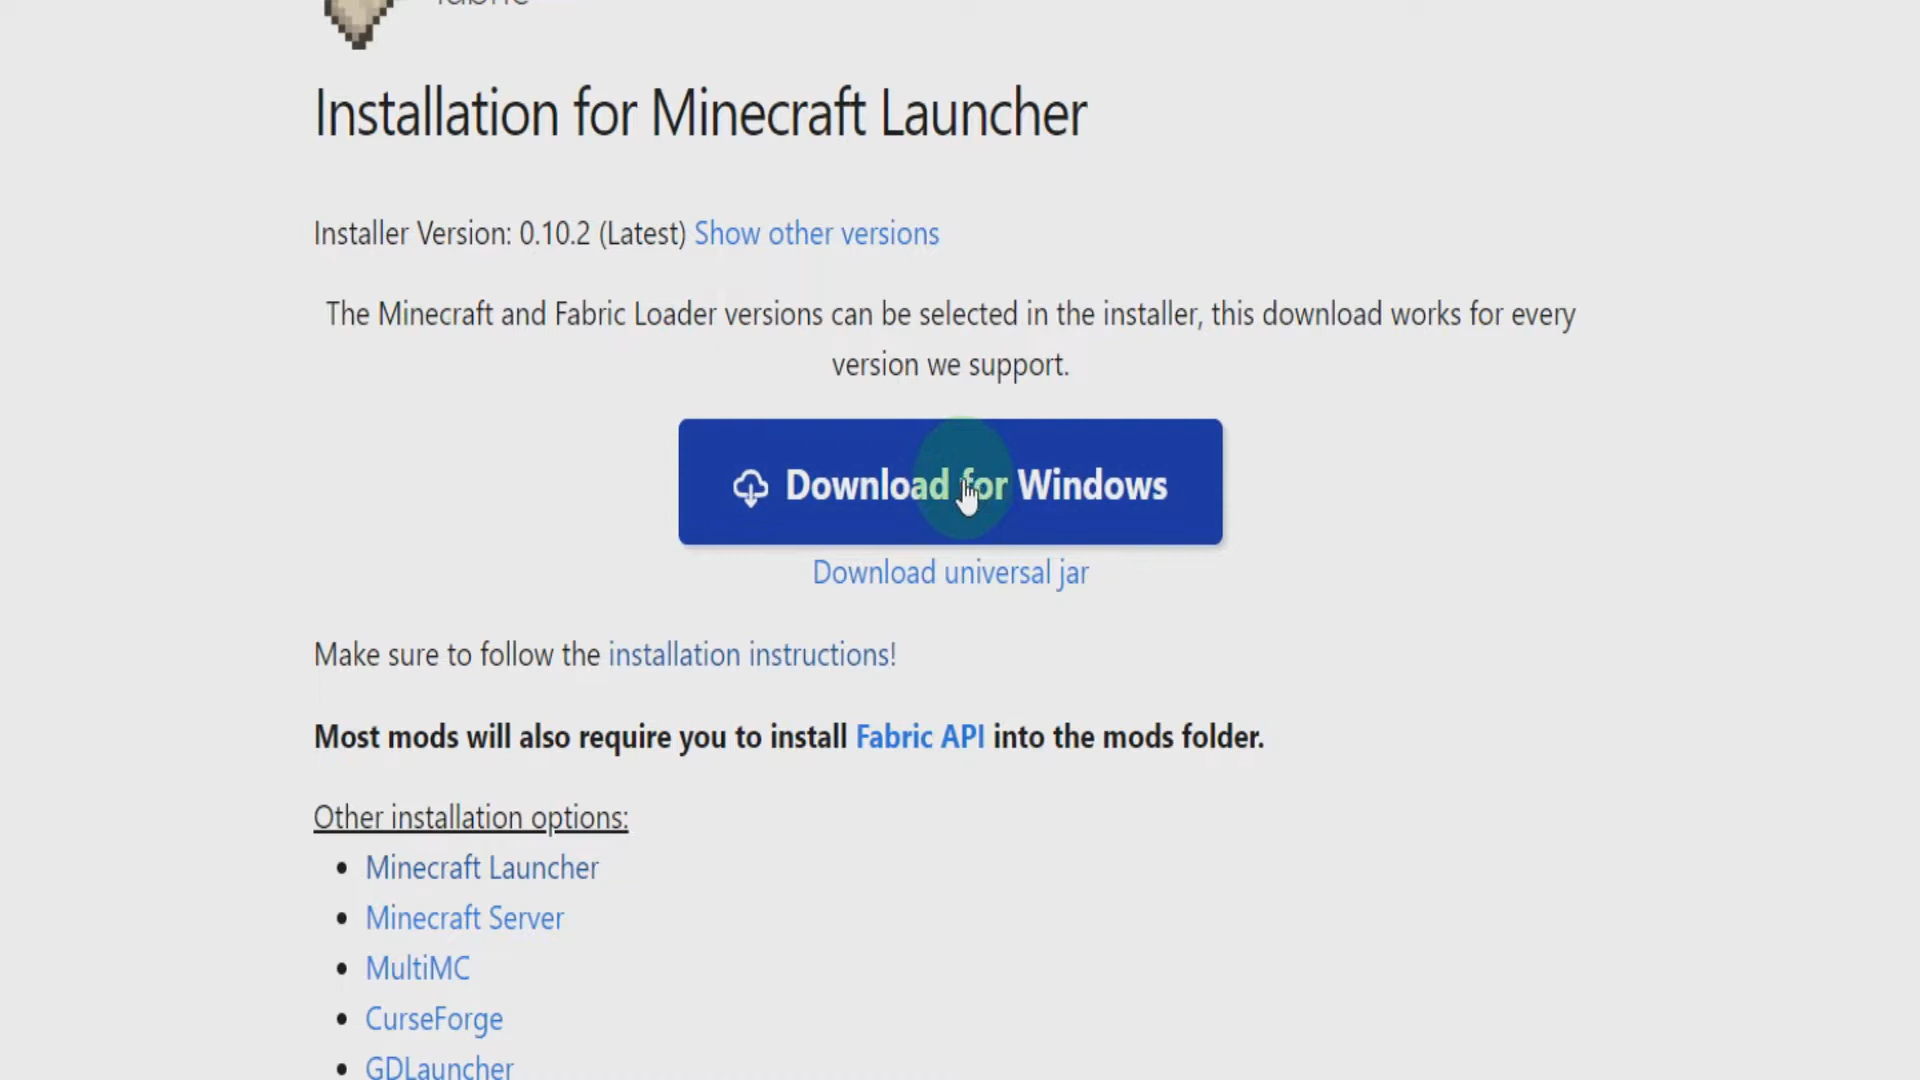 fabric
Installation for Minecraft Launcher
Installer Version: 0.10.2 (Latest) Show other versions
The Minecraft and Fabric Loader versions can be selected in the installer, this download works for every
version we support.
Download for Windows
Download universal jar
Make sure to follow the installation instructions!
Most mods will also require you to install Fabric API into the mods folder.
Other installation options:
• Minecraft Launcher
• Minecraft Server
• MultiMC
• CurseForge
• GDLauncher